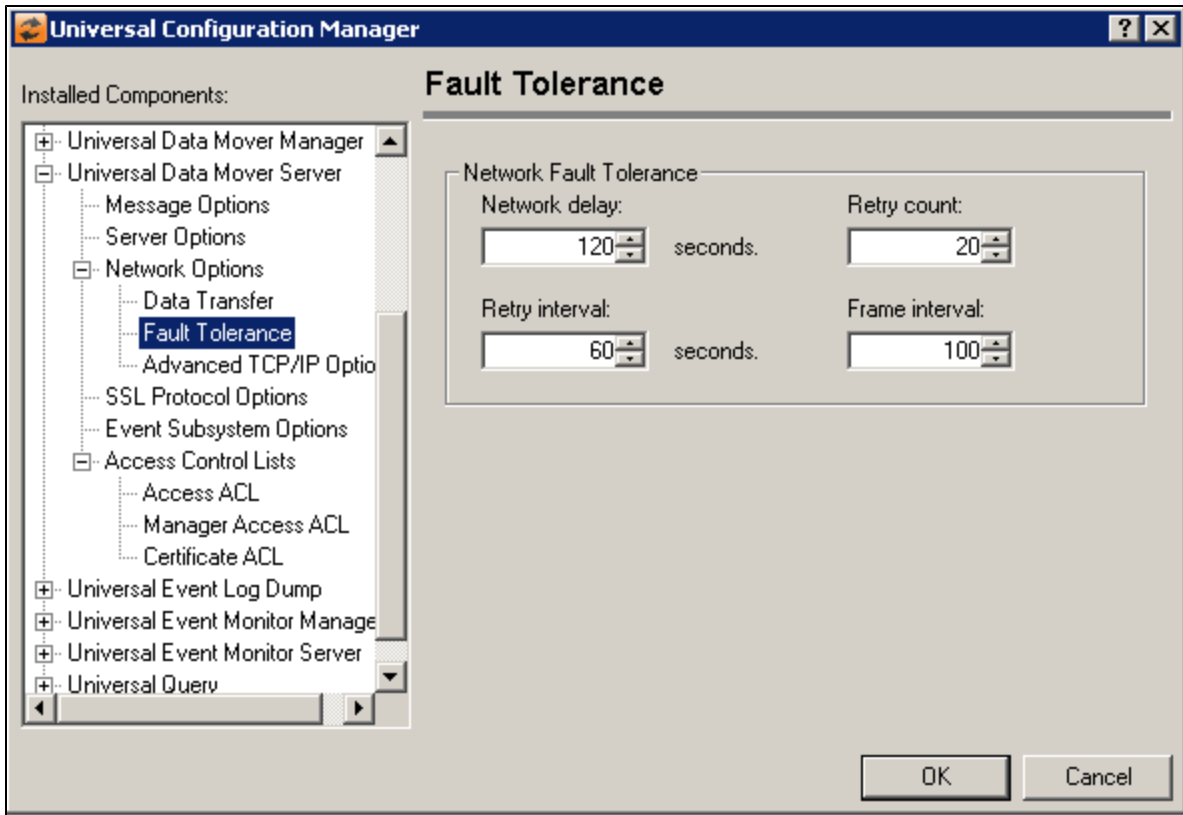 Universal Configuration Manager
Installed Components:
Universal Data Mover Manager
Universal Data Mover Server
Message Options
Server Options
Network Options
Data Transfer
Fault Tolerance
Advanced TCP/IP Optio
SSL Protocol Options
Event Subsystem Options
Access Control Lists
Access ACL
Manager Access ACL
Certificate ACL
Universal Event Log Dump
Universal Event Monitor Manage
Universal Event Monitor Server
Universal Query
Fault Tolerance
Network Fault Tolerance
Network delay:
120 seconds.
Retry count:
20
Retry interval:
60 seconds.
Frame interval:
100
OK
Cancel